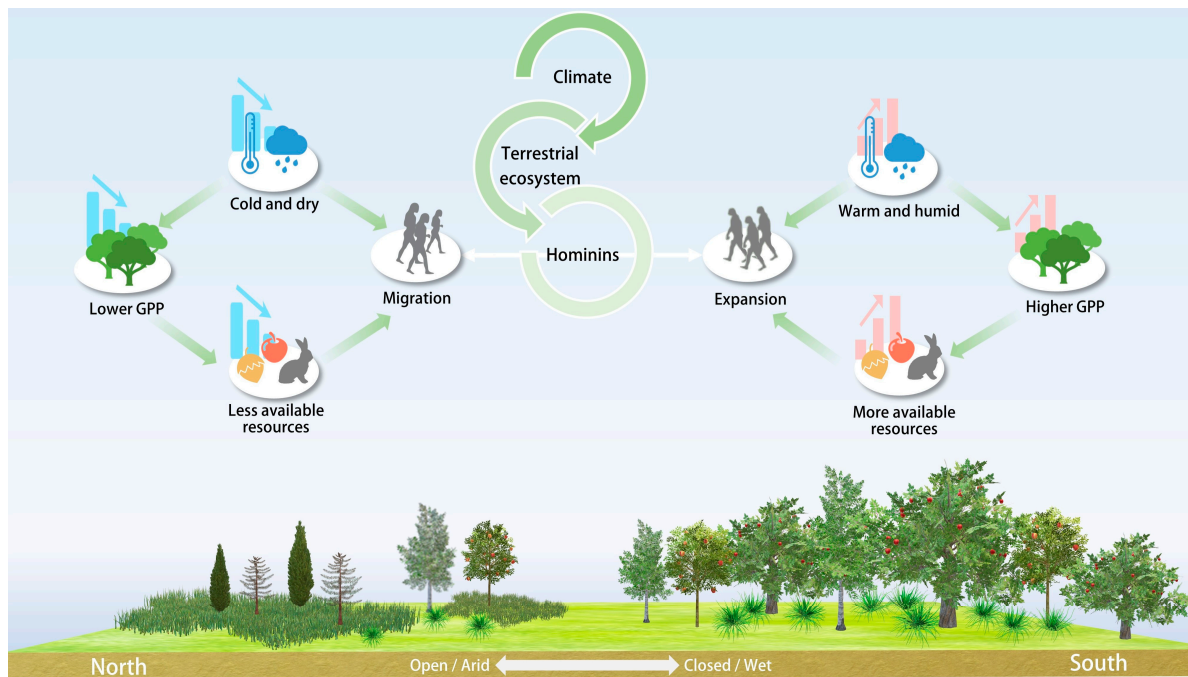 Climate
Terrestrial
ecosystem
Hominins
Cold and dry
Lower GPP
Migration
Less available
resources
Warm and humid
Expansion
Higher GPP
More available
resources
North
Open / Arid
Closed / Wet
South